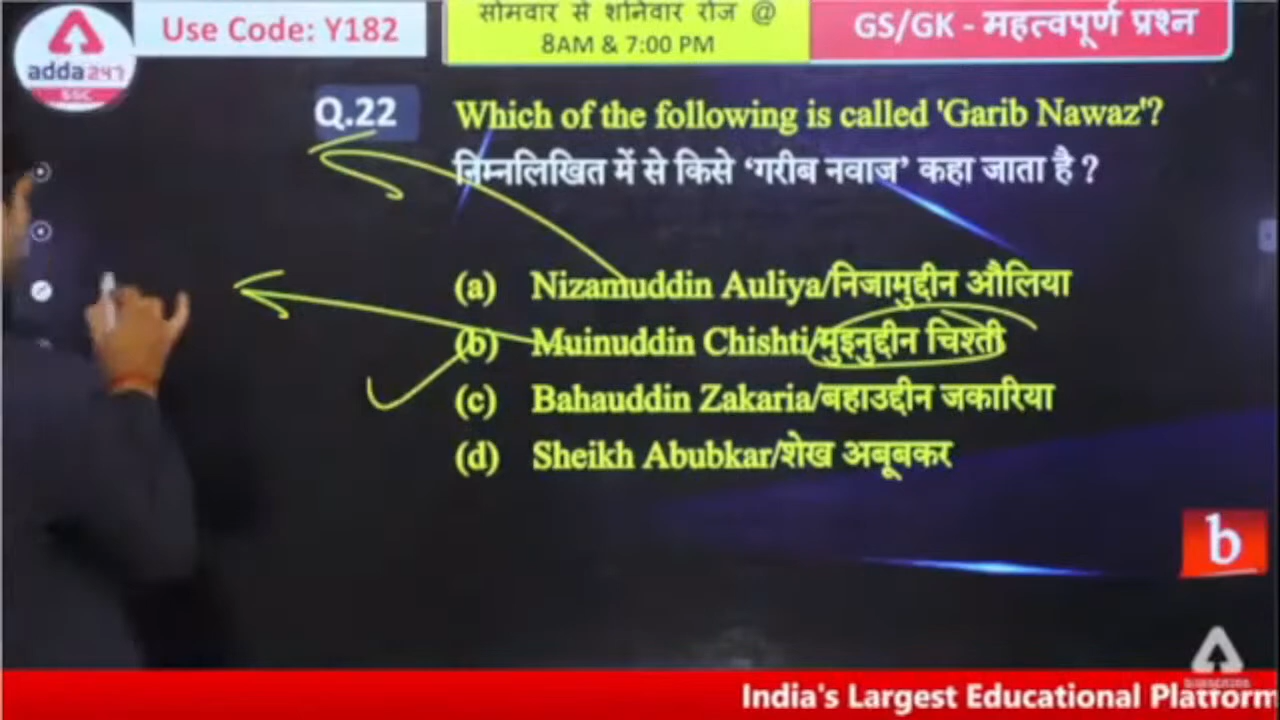 adda247
SSC
Use Code: Y182
सोमवार से शनिवार रोज @
8AM & 7:00 PM
GS/GK - महत्वपूर्ण प्रश्न
Q.22 Which of the following is called 'Garib Nawaz'?
निम्नलिखित में से किसे ‘गरीब नवाज’ कहा जाता है ?
(a) Nizamuddin Auliya/निजामुद्दीन औलिया
(b) Muinuddin Chishti/मुइनुद्दीन चिश्ती
(c) Bahauddin Zakaria/बहाउद्दीन जकारिया
(d) Sheikh Abubkar/शेख अबूबकर
b
India's Largest Educational Platform